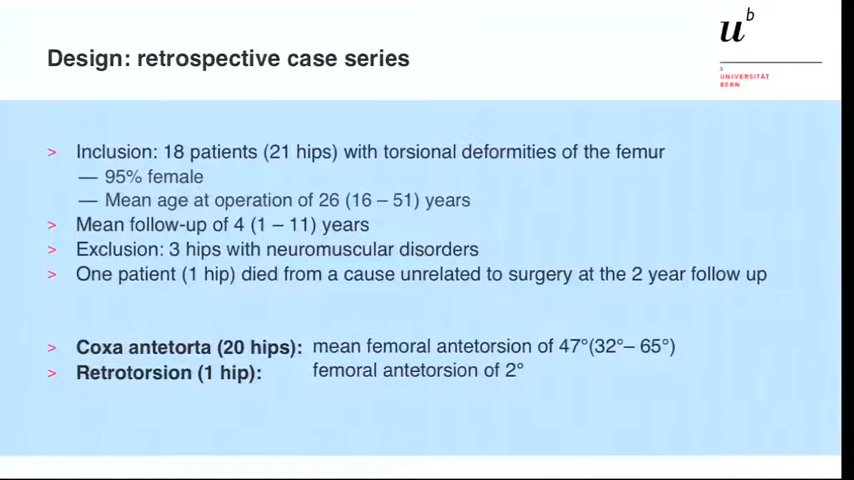 Design: retrospective case series
u b
b
UNIVERSITÄT
BERN
> Inclusion: 18 patients (21 hips) with torsional deformities of the femur
— 95% female
— Mean age at operation of 26 (16 – 51) years
> Mean follow-up of 4 (1 – 11) years
> Exclusion: 3 hips with neuromuscular disorders
> One patient (1 hip) died from a cause unrelated to surgery at the 2 year follow up
> Coxa antetorta (20 hips): mean femoral antetorsion of 47°(32°– 65°)
> Retrotorsion (1 hip): femoral antetorsion of 2°